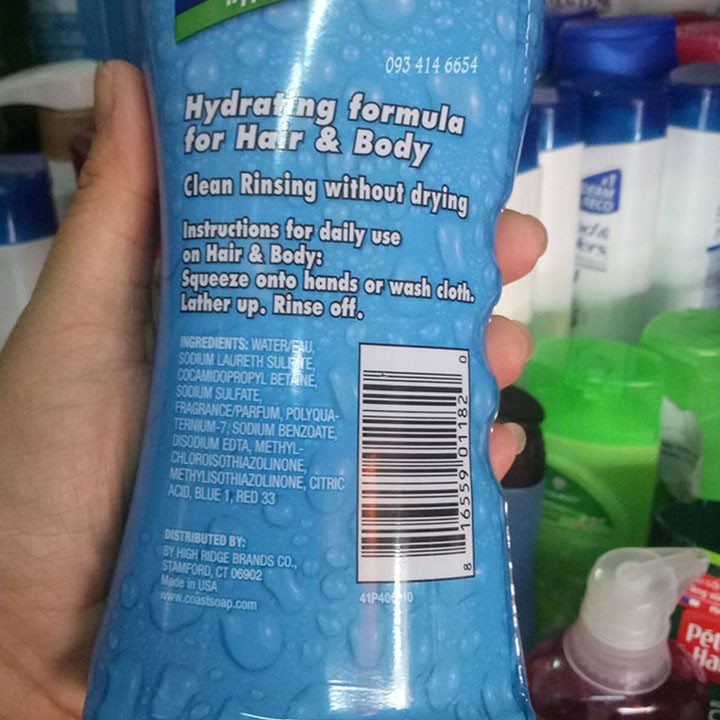 093 414 6654
Hydrating formula
for Hair & Body
Clean Rinsing without drying
Instructions for daily use
on Hair & Body:
Squeeze onto hands or wash cloth.
Lather up. Rinse off.
INGREDIENTS: WATER/EAU,
SODIUM LAURETH SULFATE,
COCAMIDOPROPYL BETAINE,
SODIUM SULFATE,
FRAGRANCE/PARFUM, POLYQUA-
TERNIUM-7, SODIUM BENZOATE,
DISODIUM EDTA, METHYL-
CHLOROISOTHIAZOLINONE,
METHYLISOTHIAZOLINONE, CITRIC
ACID, BLUE 1, RED 33
8 16559 01182 0
DISTRIBUTED BY:
BY HIGH RIDGE BRANDS CO.,
STAMFORD, CT 06902
Made in USA
www.coastsoap.com